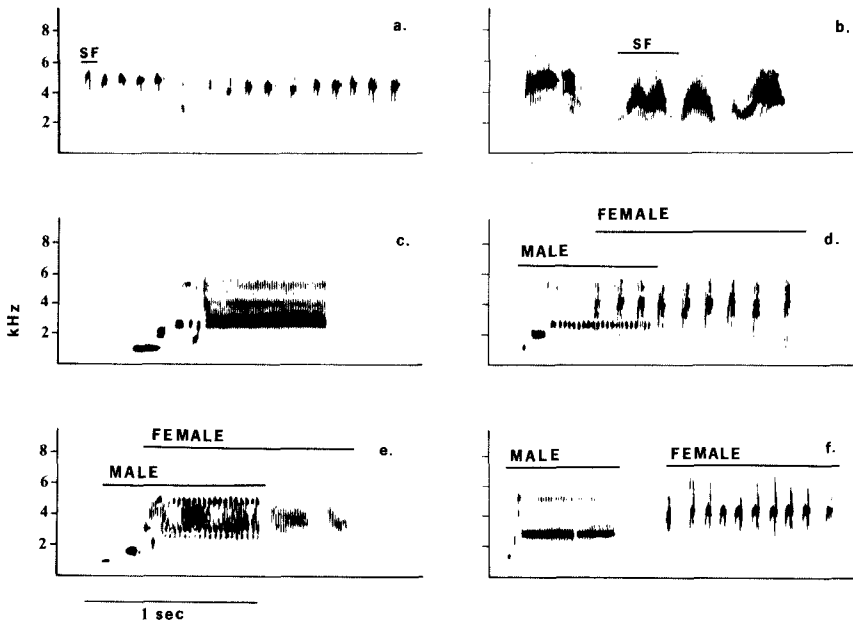 a.
SF
8
6
4
2
b.
SF
c.
8
6
4
2
kHz
d.
FEMALE
MALE
e.
FEMALE
MALE
8
6
4
2
f.
MALE
FEMALE
1 sec